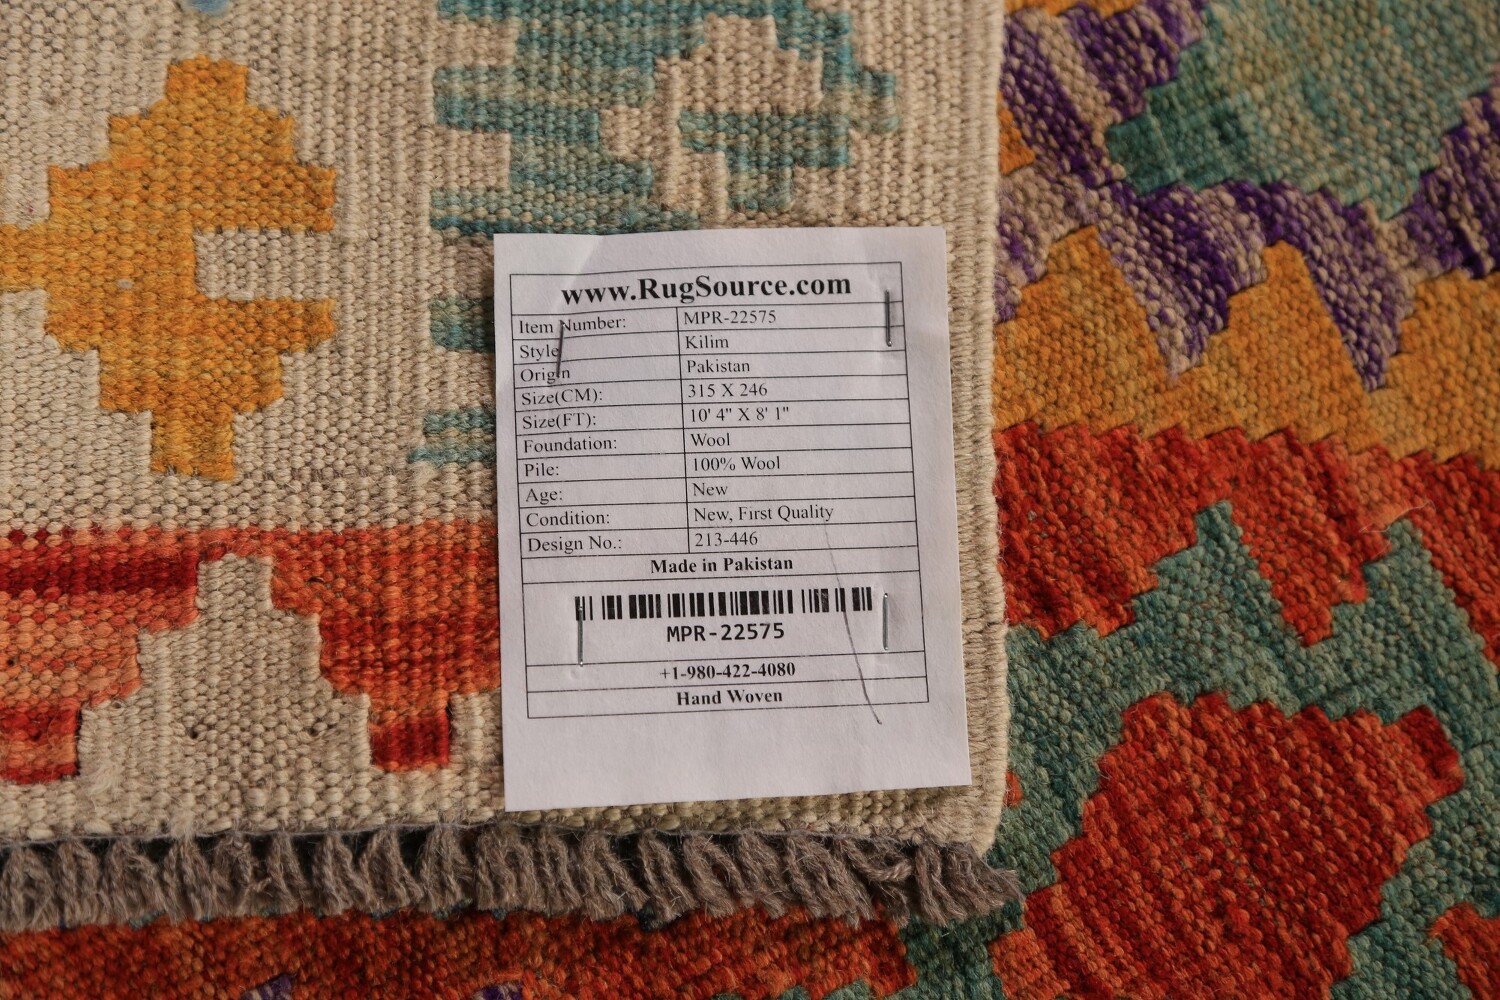 www.RugSource.com
Item Number: MPR-22575
Style Kilim
Origin Pakistan
Size(CM): 315 X 246
Size(FT): 10' 4" X 8' 1"
Foundation: Wool
Pile: 100% Wool
Age: New
Condition: New, First Quality
Design No.: 213-446
Made in Pakistan
MPR-22575
+1-980-422-4080
Hand Woven